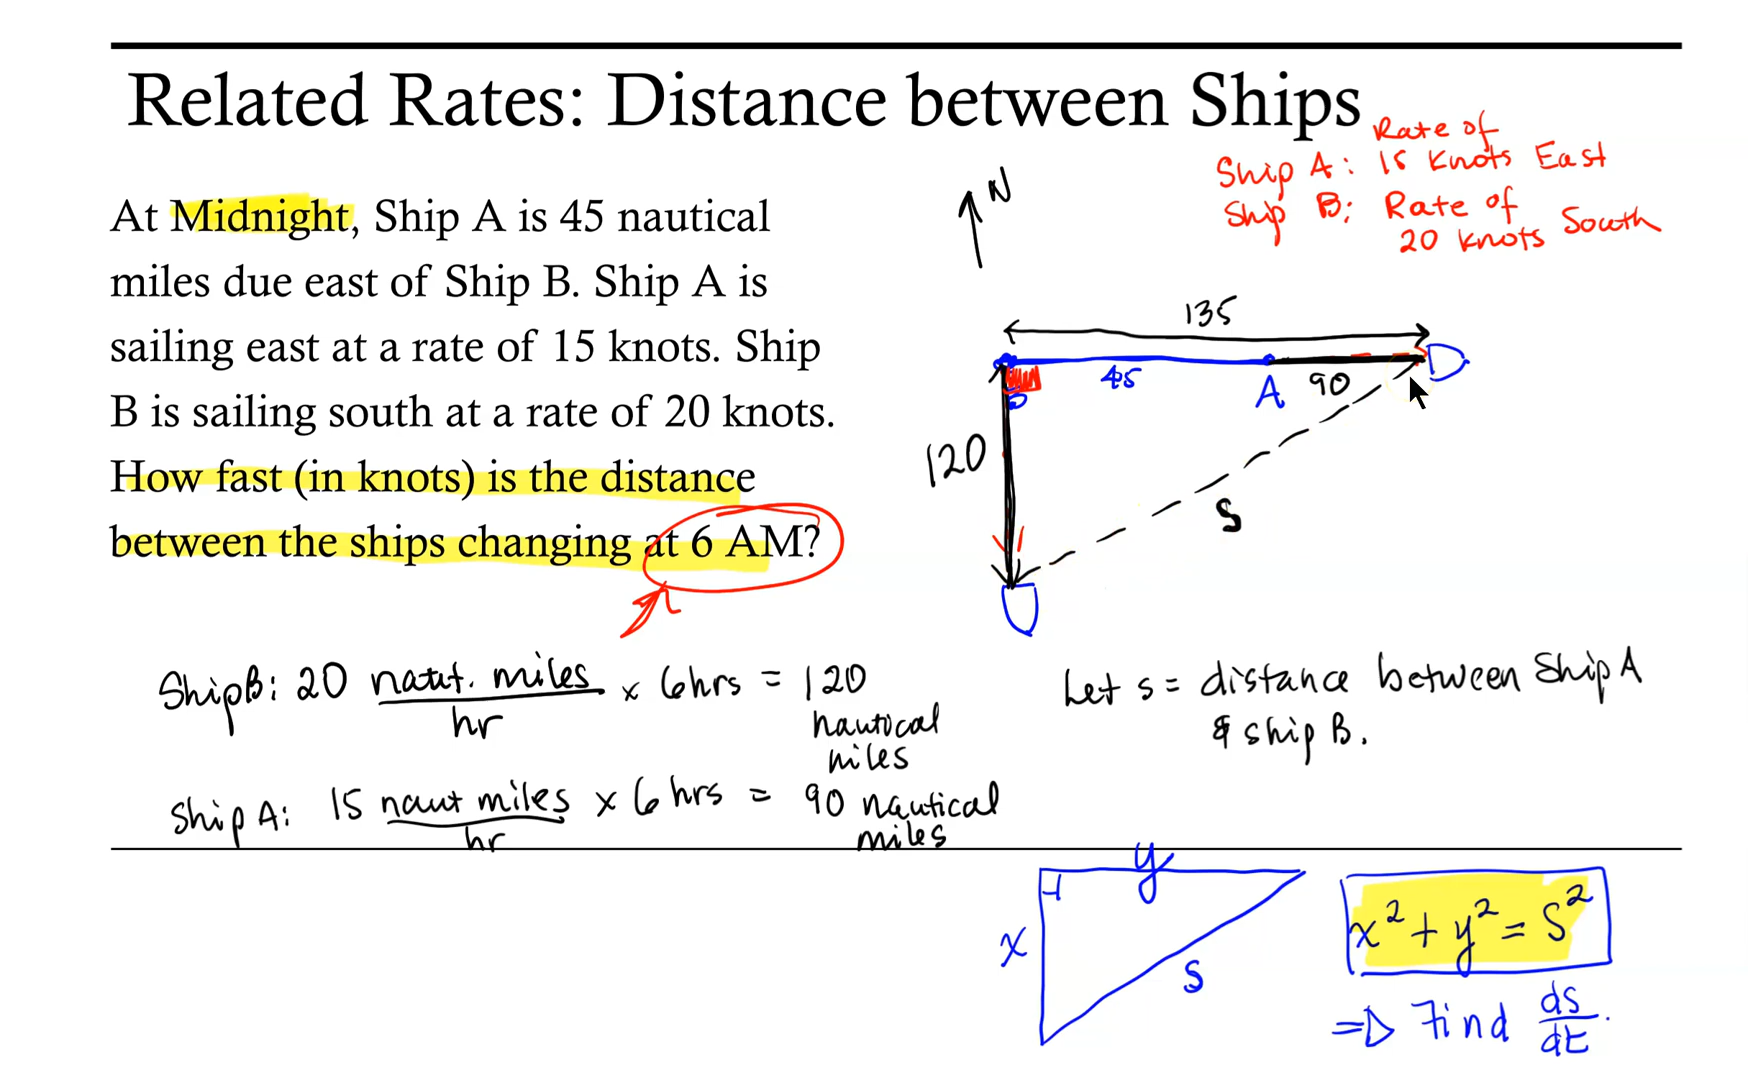 Related Rates: Distance between Ships
Rate of
Ship A: 15 knots East
Ship B: Rate of
20 knots South
At Midnight, Ship A is 45 nautical
miles due east of Ship B. Ship A is
sailing east at a rate of 15 knots. Ship
B is sailing south at a rate of 20 knots.
How fast (in knots) is the distance
between the ships changing at 6 AM?
N
135
45
A
90
B
120
S
ShipB: 20 naut. miles / hr x 6hrs = 120
nautical
miles
Ship A: 15 naut miles / hr x 6 hrs = 90 nautical
miles
Let s = distance between Ship A
& ship B.
y
x
S
x² + y² = S²
⇒ Find ds/dt.